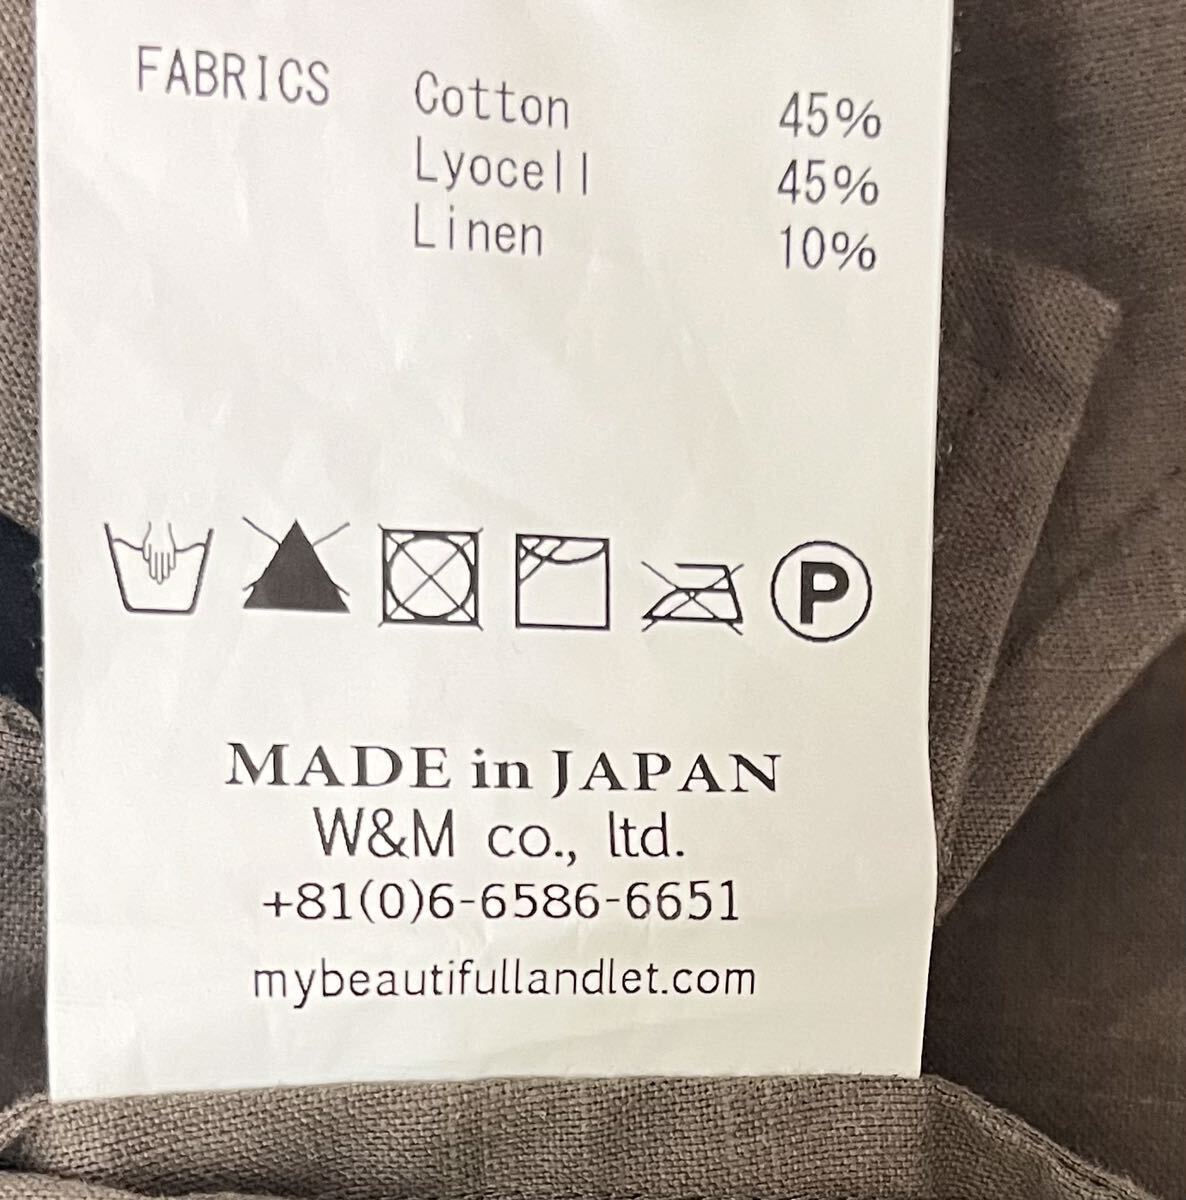 FABRICS Cotton 45%
Lyocell 45%
Linen 10%
P
MADE in JAPAN
W&M co., ltd.
+81(0)6-6586-6651
mybeautifullandlet.com